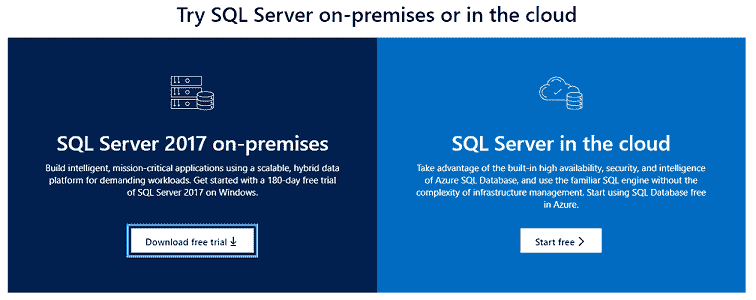 Try SQL Server on-premises or in the cloud
SQL Server 2017 on-premises
Build intelligent, mission-critical applications using a scalable, hybrid data
platform for demanding workloads. Get started with a 180-day free trial
of SQL Server 2017 on Windows.
Download free trial
SQL Server in the cloud
Take advantage of the built-in high availability, security, and intelligence
of Azure SQL Database, and use the familiar SQL engine without the
complexity of infrastructure management. Start using SQL Database free
in Azure.
Start free